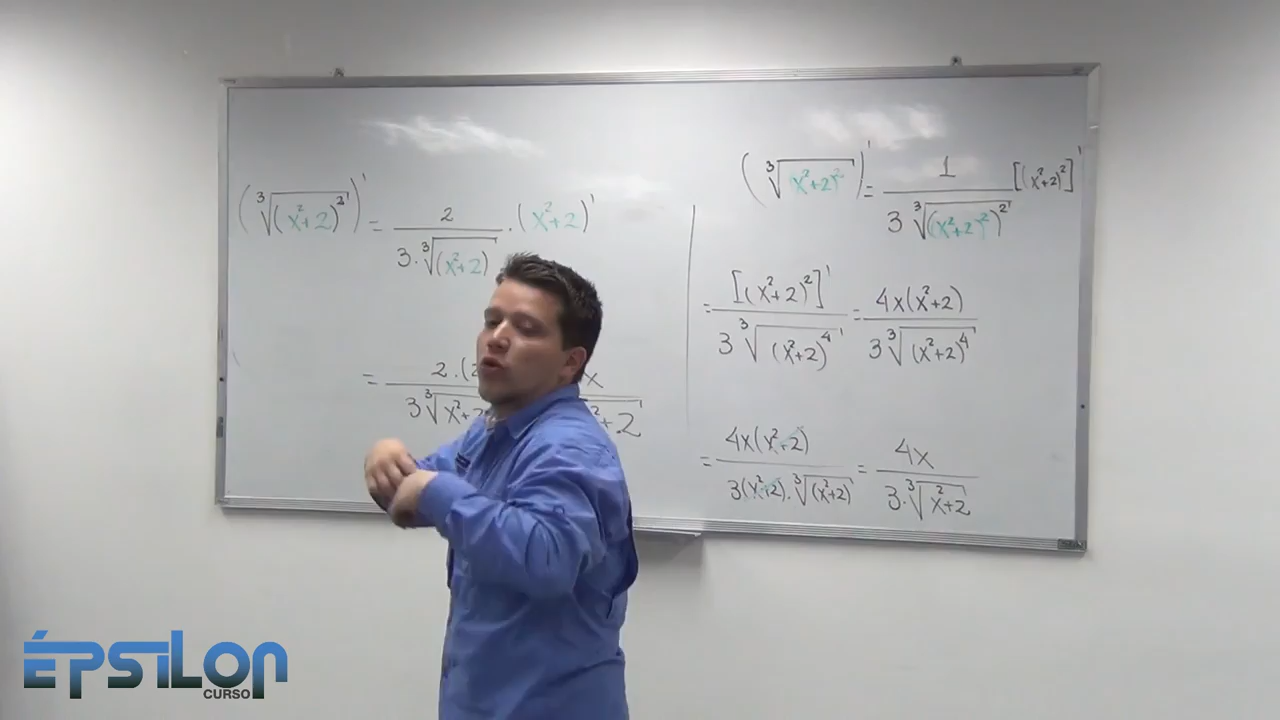 (∛(x²+2)²)' = 2 / 3·∛(x²+2) · (x²+2)'
= 2·(2 / 3∛x²+2
x / ²+2
(∛(x²+2)²)' = 1 / 3∛((x²+2)²)² [(x²+2)²]'
= [(x²+2)²]' / 3∛(x²+2)⁴ = 4x(x²+2) / 3∛(x²+2)⁴
= 4x(x²+2) / 3(x²+2)·∛(x²+2) = 4x / 3·∛x²+2
ÉPSILON
CURSO